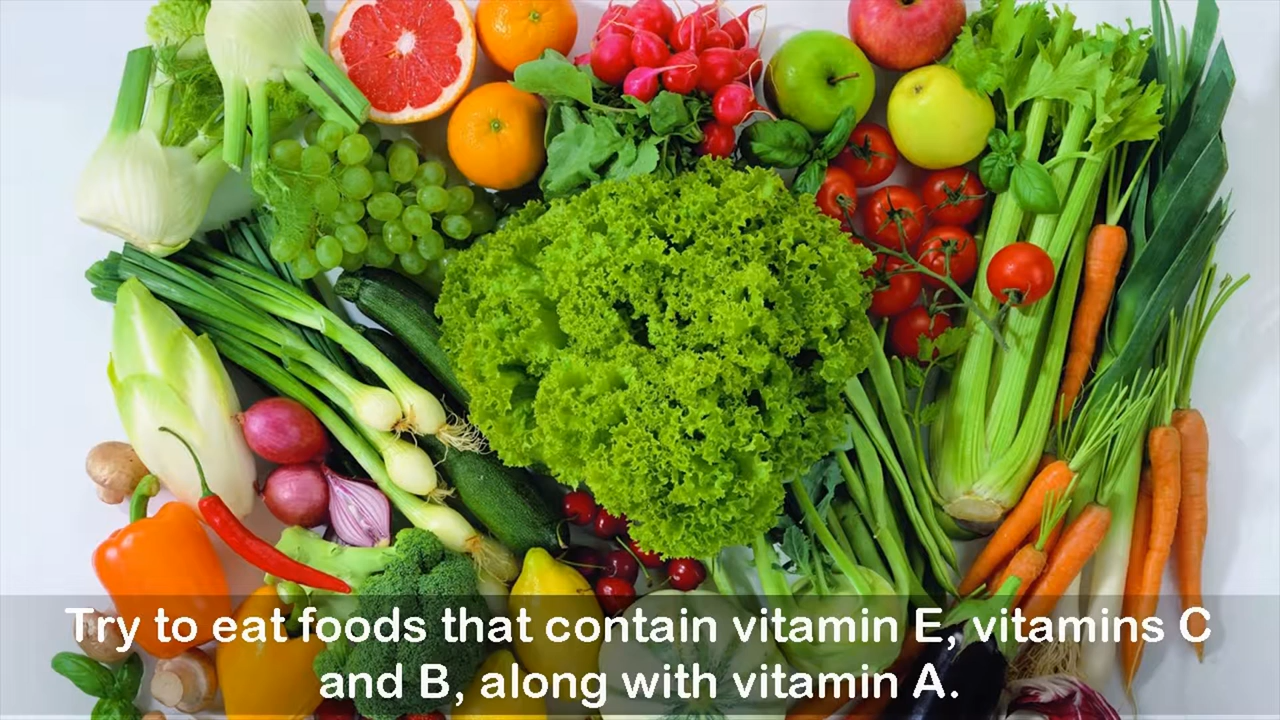 Try to eat foods that contain vitamin E, vitamins C
and B, along with vitamin A.